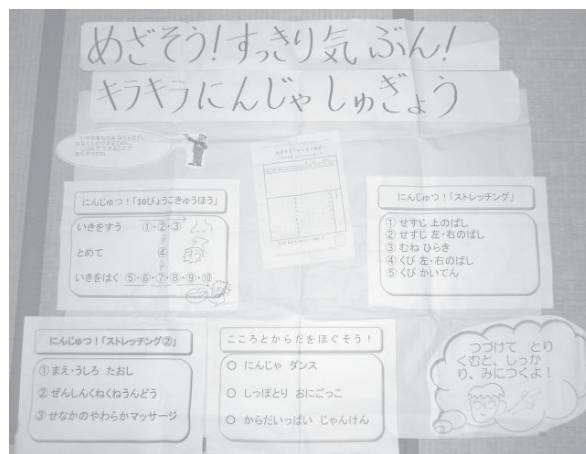 めざそう！すっきり気ぶん！
キラキラにんじゃしゅぎょう
にんじゅつ！「10びょうこきゅうほう」
いきをすう ①・②・③
とめて ④
いきをはく ⑤・⑥・⑦・⑧・⑨・⑩
にんじゅつ！「ストレッチング」
① せすじ 上のばし
② せすじ 左・右のばし
③ むね ひらき
④ くび 左・右のばし
⑤ くび かいてん
にんじゅつ！「ストレッチング②」
① まえ・うしろ たおし
② ぜんしんくねくねうんどう
③ せなかのやわらかマッサージ
こころとからだをほぐそう！
○ にんじゃ ダンス
○ しっぽとり おにごっこ
○ からだいっぱい じゃんけん
つづけて とり
くむと、しっか
り、みにつくよ！